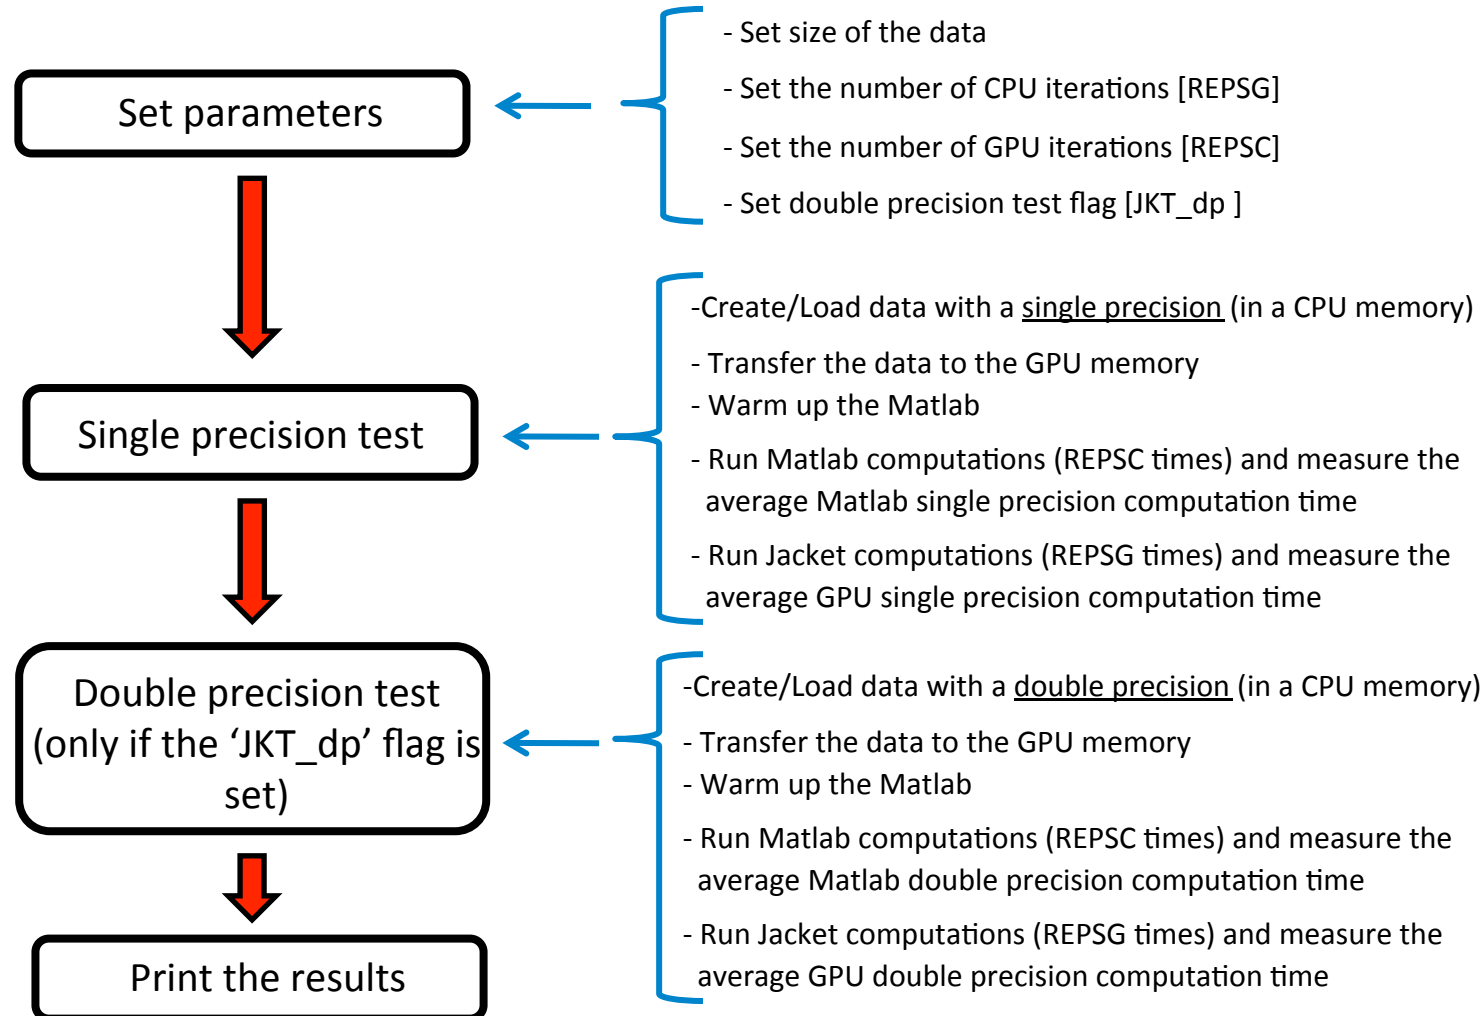 Set parameters
- Set size of the data
- Set the number of CPU iterations [REPSG]
- Set the number of GPU iterations [REPSC]
- Set double precision test flag [JKT_dp ]
Single precision test
-Create/Load data with a single precision (in a CPU memory)
- Transfer the data to the GPU memory
- Warm up the Matlab
- Run Matlab computations (REPSC times) and measure the
average Matlab single precision computation time
- Run Jacket computations (REPSG times) and measure the
average GPU single precision computation time
Double precision test
(only if the ‘JKT_dp’ flag is
set)
-Create/Load data with a double precision (in a CPU memory)
- Transfer the data to the GPU memory
- Warm up the Matlab
- Run Matlab computations (REPSC times) and measure the
average Matlab double precision computation time
- Run Jacket computations (REPSG times) and measure the
average GPU double precision computation time
Print the results